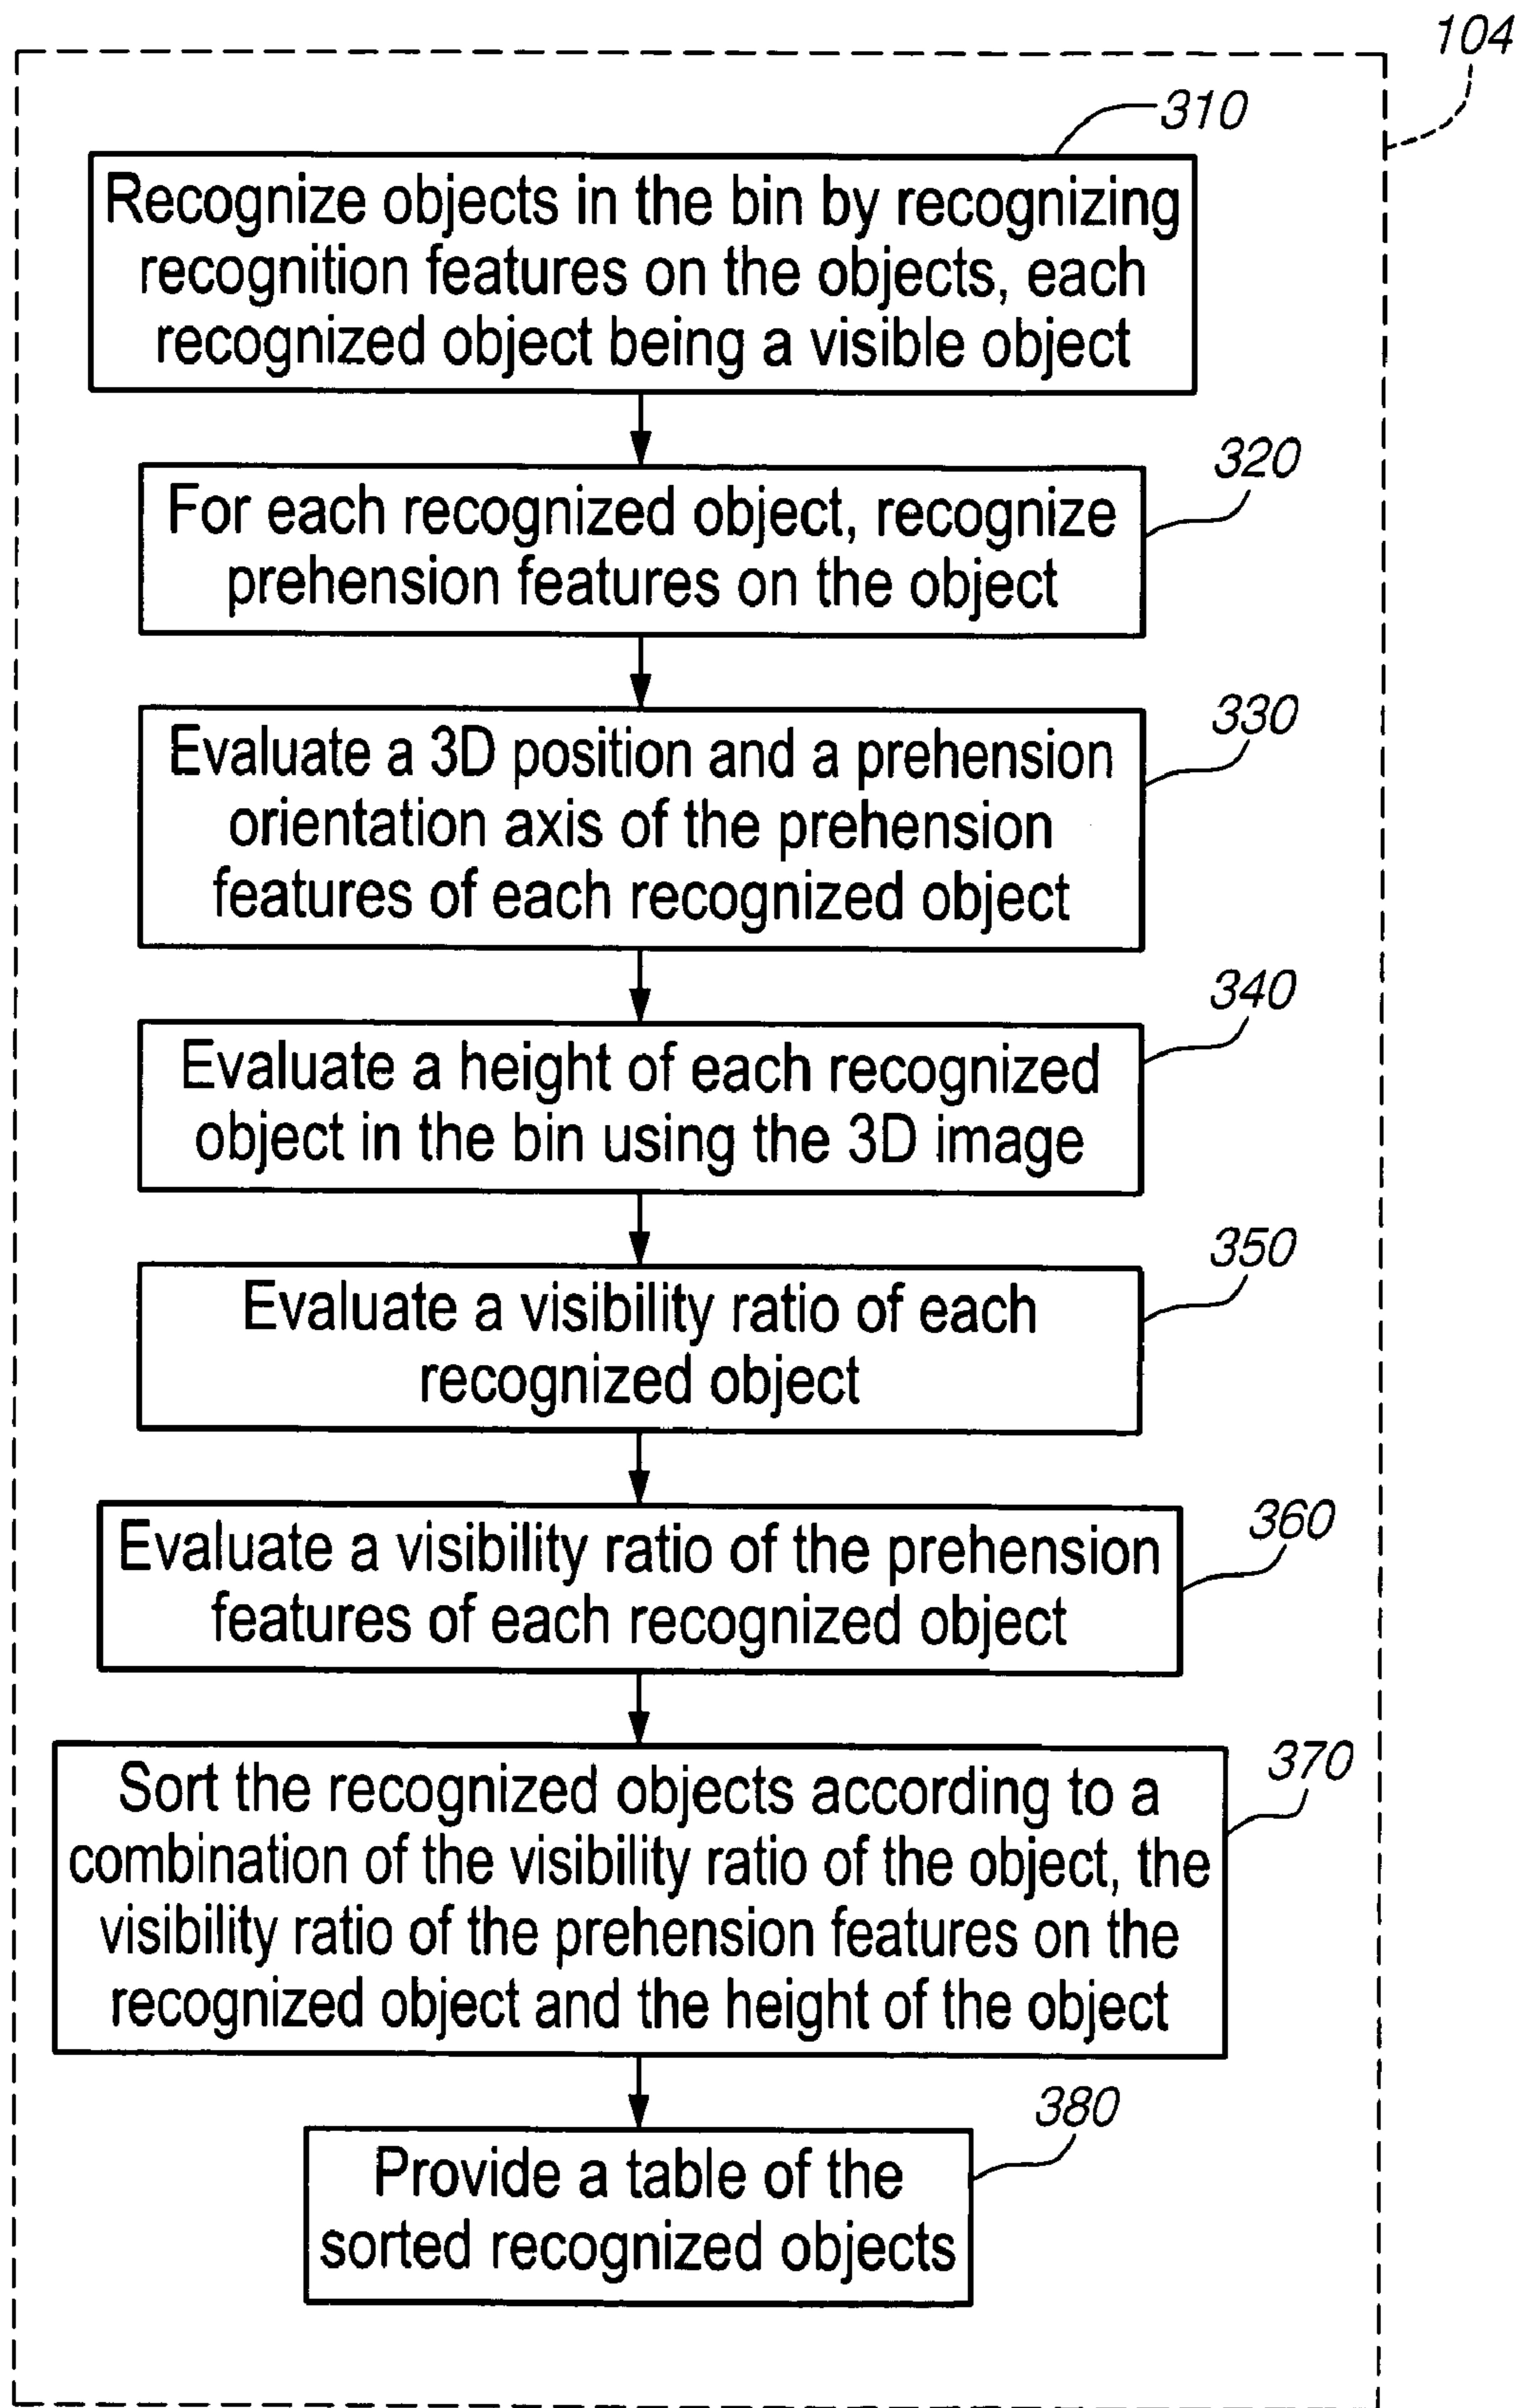 104
310
Recognize objects in the bin by recognizing
recognition features on the objects, each
recognized object being a visible object
320
For each recognized object, recognize
prehension features on the object
330
Evaluate a 3D position and a prehension
orientation axis of the prehension
features of each recognized object
340
Evaluate a height of each recognized
object in the bin using the 3D image
350
Evaluate a visibility ratio of each
recognized object
360
Evaluate a visibility ratio of the prehension
features of each recognized object
370
Sort the recognized objects according to a
combination of the visibility ratio of the object, the
visibility ratio of the prehension features on the
recognized object and the height of the object
380
Provide a table of the
sorted recognized objects